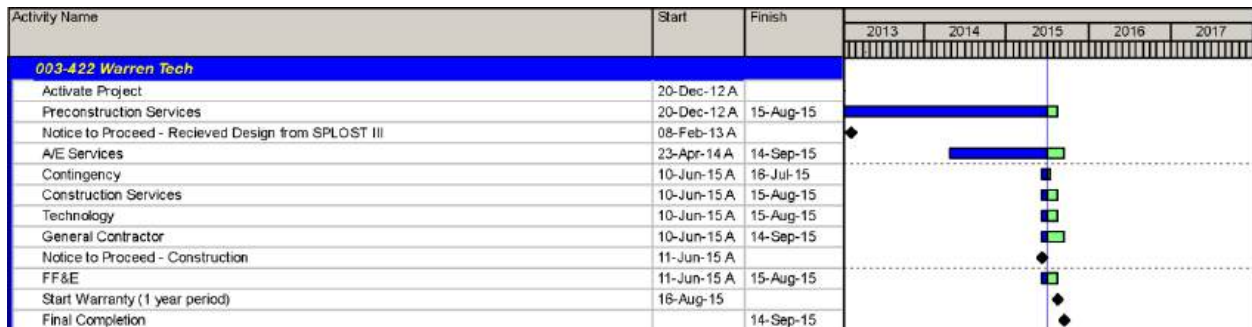 Activity Name Start Finish
2013 2014 2015 2016 2017
003-422 Warren Tech
Activate Project 20-Dec-12 A
Preconstruction Services 20-Dec-12 A 15-Aug-15
Notice to Proceed - Recieved Design from SPLOST III 08-Feb-13 A
A/E Services 23-Apr-14 A 14-Sep-15
Contingency 10-Jun-15 A 16-Jul-15
Construction Services 10-Jun-15 A 15-Aug-15
Technology 10-Jun-15 A 15-Aug-15
General Contractor 10-Jun-15 A 14-Sep-15
Notice to Proceed - Construction 11-Jun-15 A
FF&E 11-Jun-15 A 15-Aug-15
Start Warranty (1 year period) 16-Aug-15
Final Completion 14-Sep-15